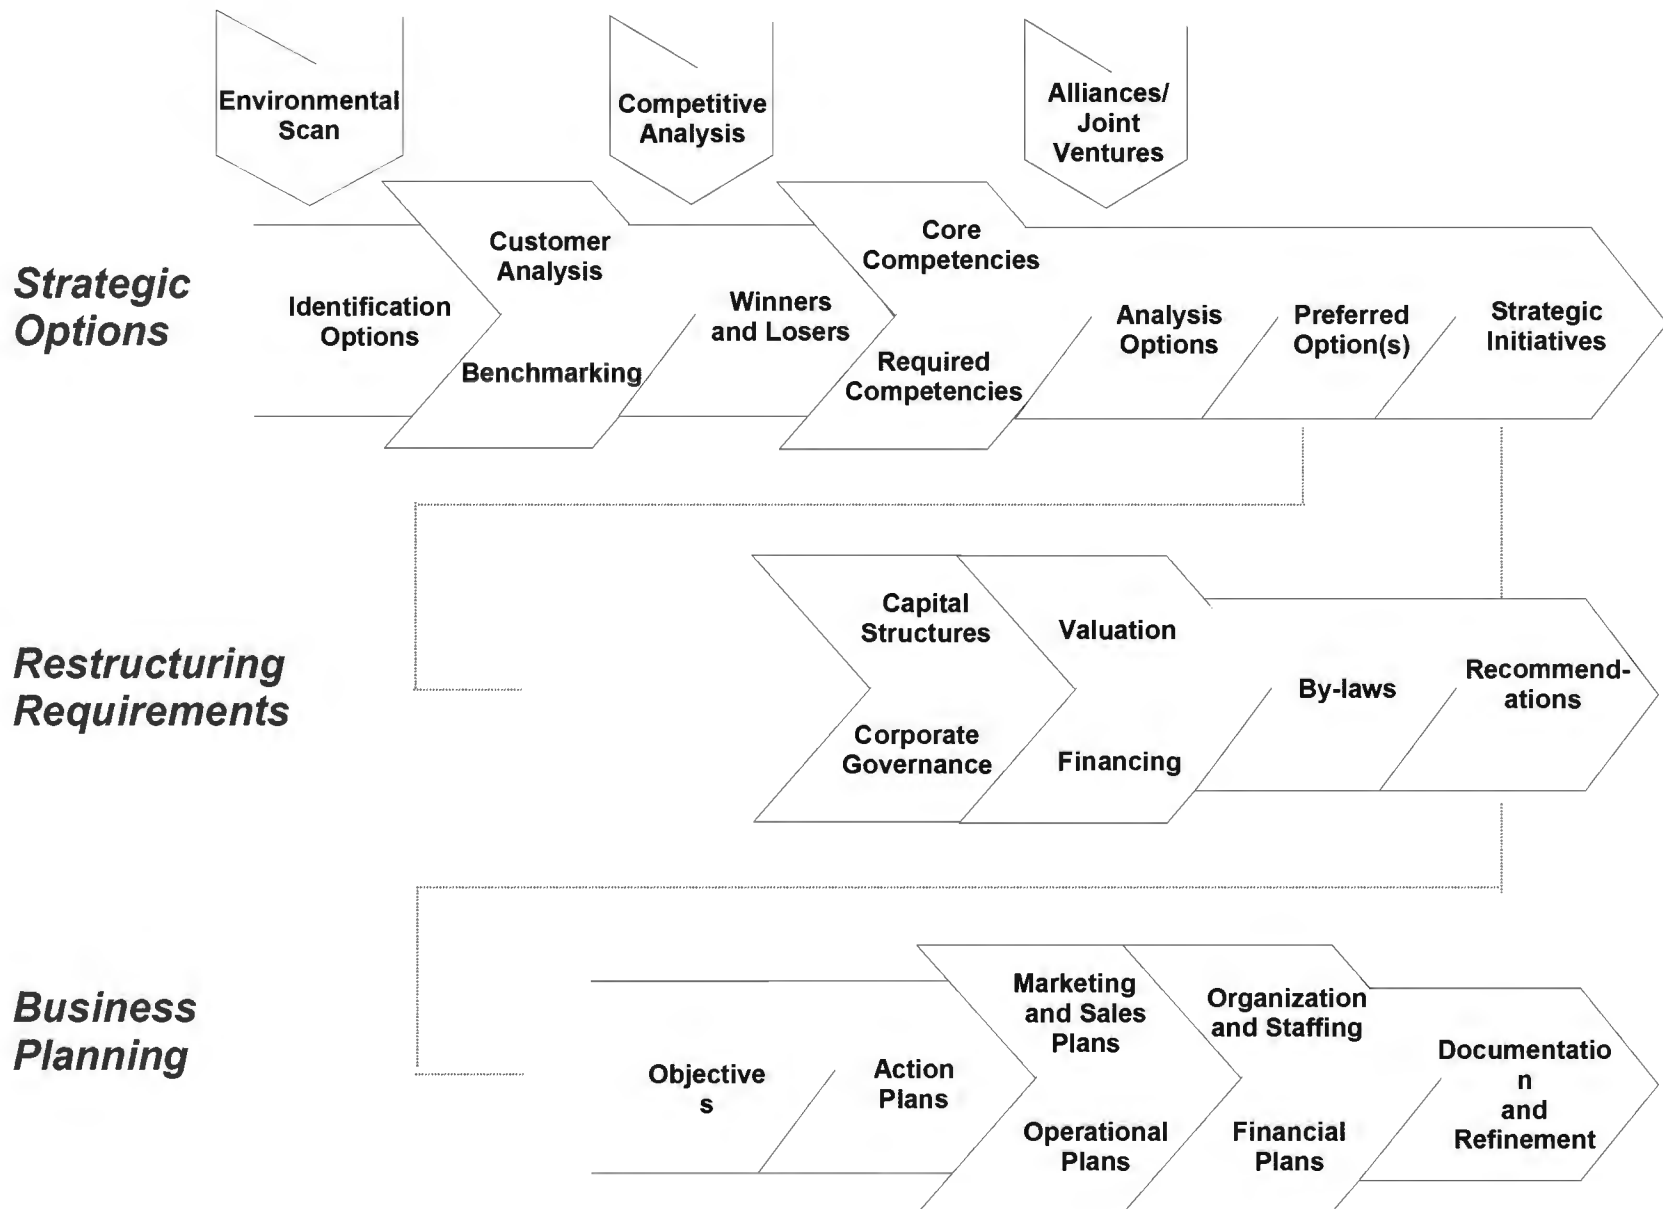 Environmental
Scan
Competitive
Analysis
Alliances/
Joint
Ventures
Strategic
Options
Identification
Options
Customer
Analysis
Benchmarking
Winners
and Losers
Core
Competencies
Required
Competencies
Analysis
Options
Preferred
Option(s)
Strategic
Initiatives
Restructuring
Requirements
Capital
Structures
Corporate
Governance
Valuation
Financing
By-laws
Recommend-
ations
Business
Planning
Objective
s
Action
Plans
Marketing
and Sales
Plans
Operational
Plans
Organization
and Staffing
Financial
Plans
Documentatio
n
and
Refinement